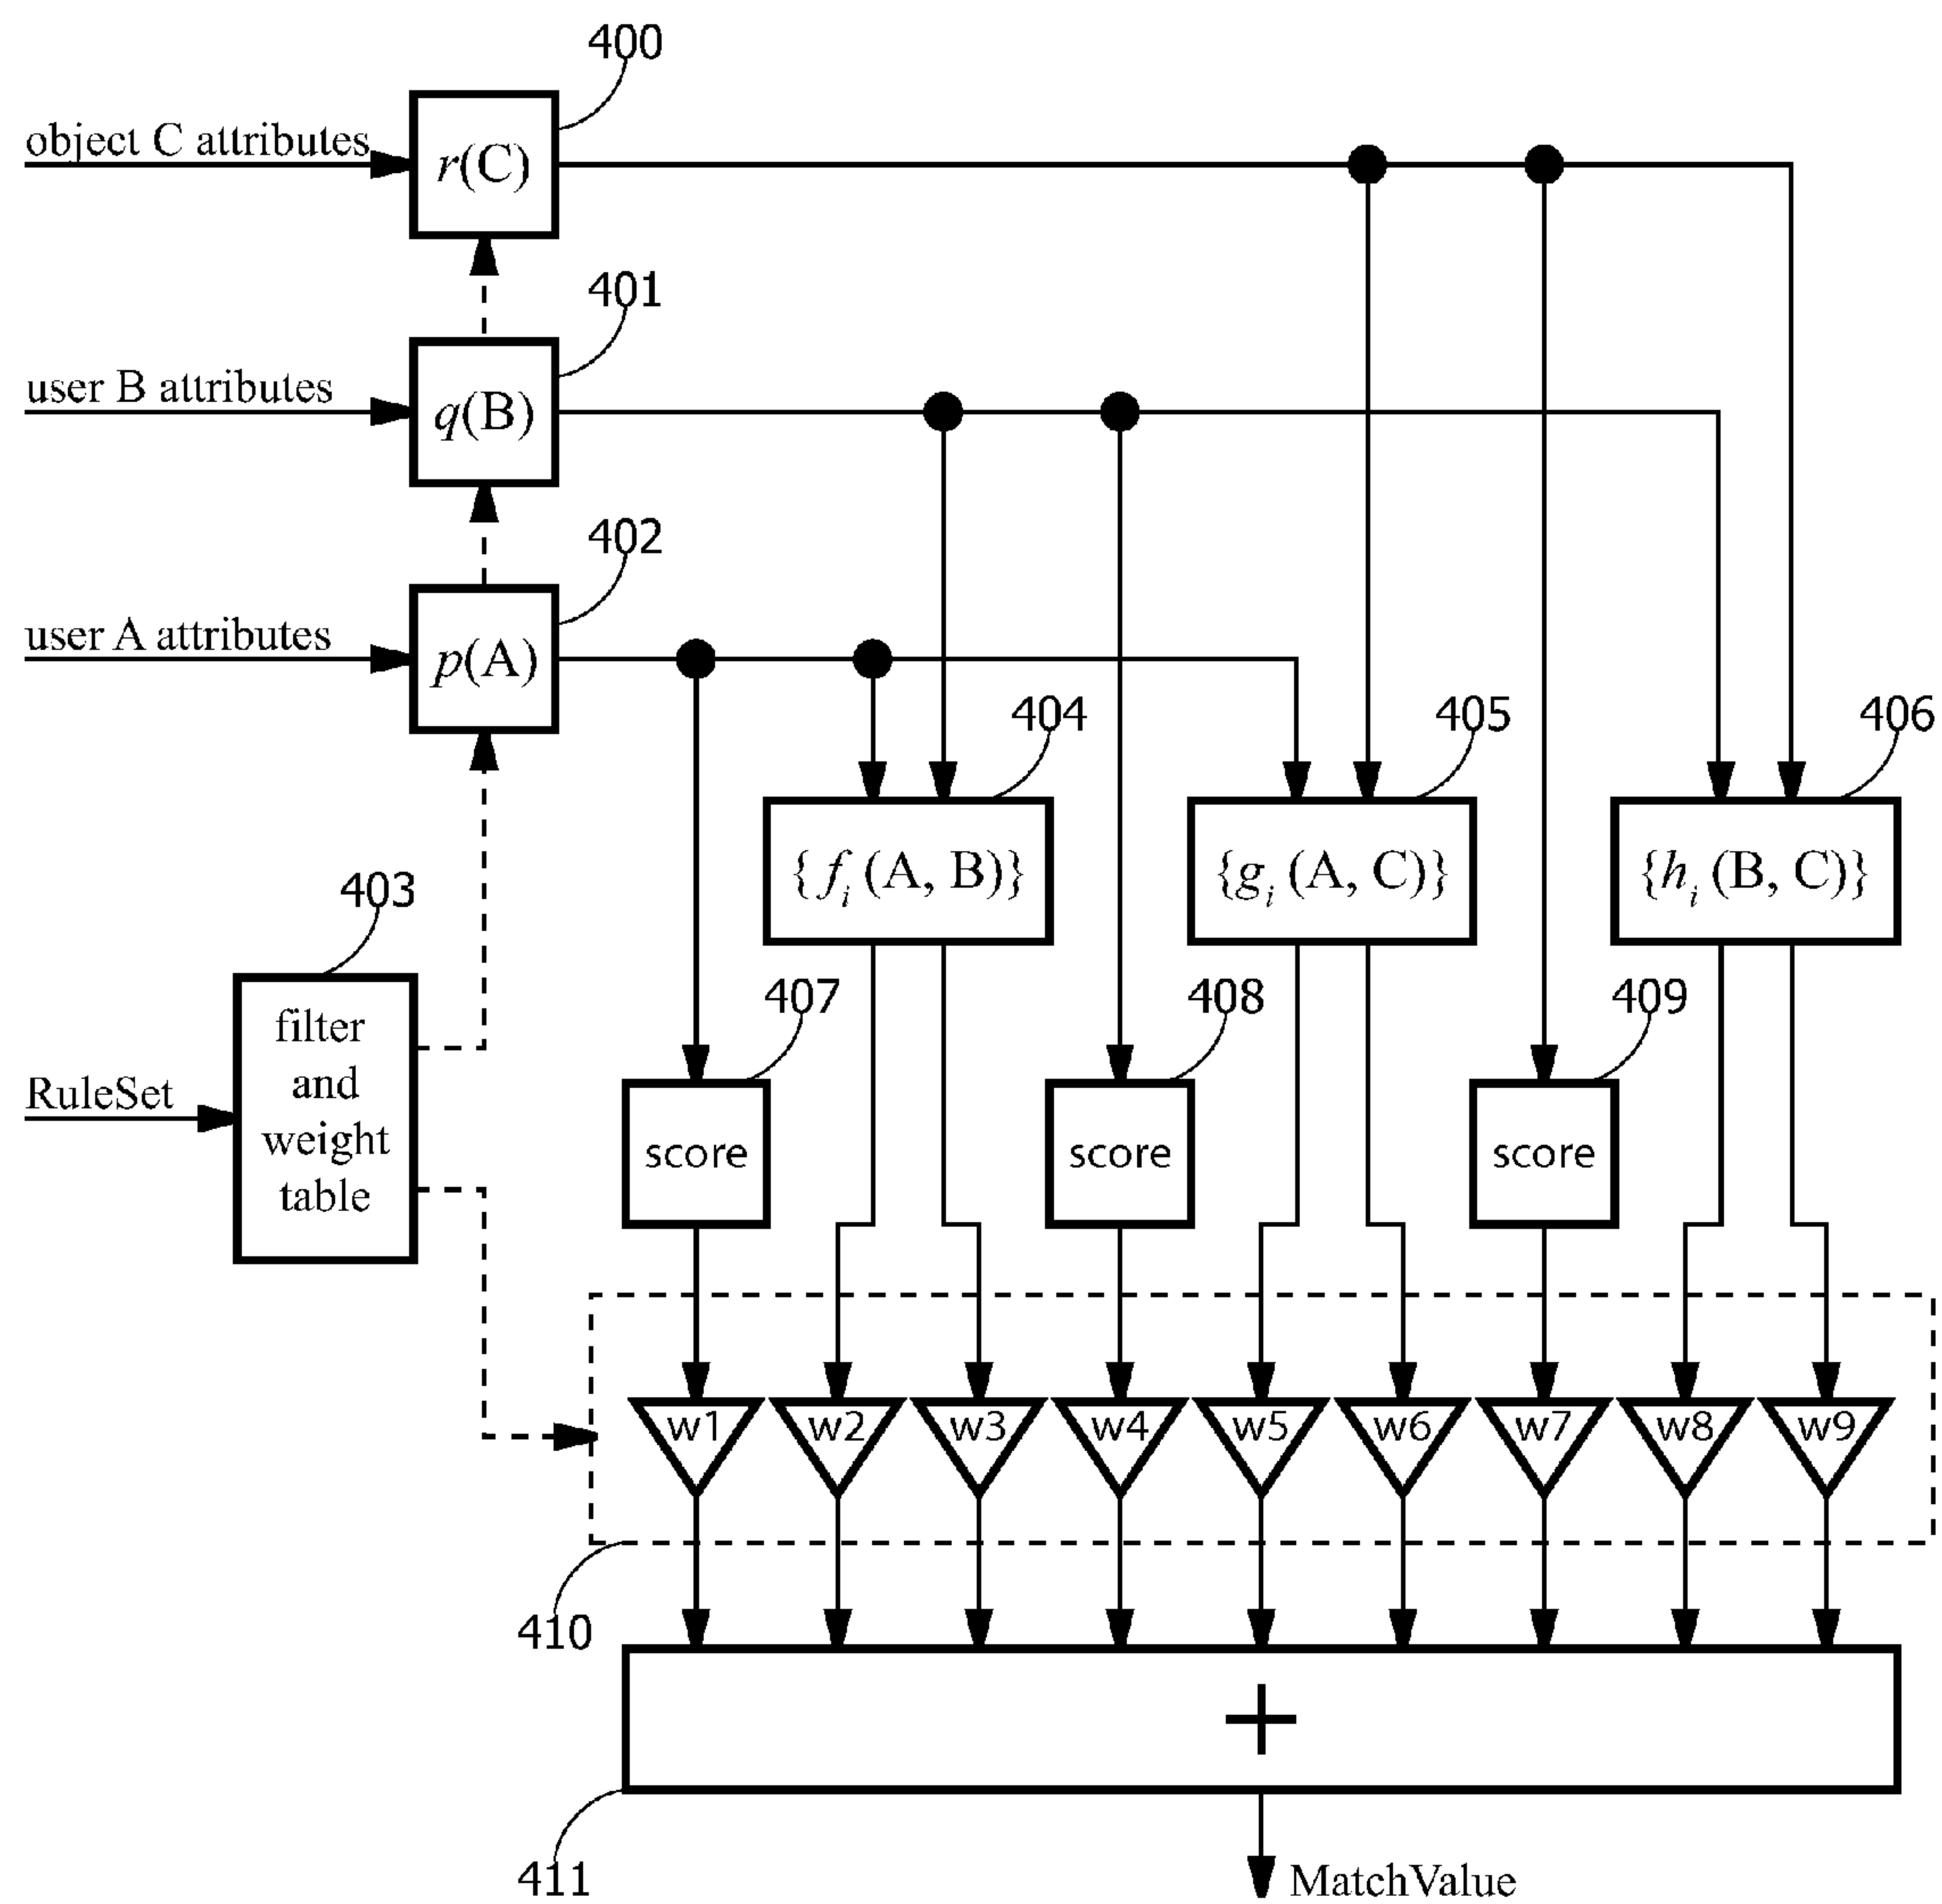 400
object C attributes
r(C)
401
user B attributes
q(B)
402
user A attributes
p(A)
404
405
406
{fi (A, B)}
{gi (A, C)}
{hi (B, C)}
403
filter
and
weight
table
RuleSet
407
408
409
score
score
score
w1
w2
w3
w4
w5
w6
w7
w8
w9
410
+
411
MatchValue